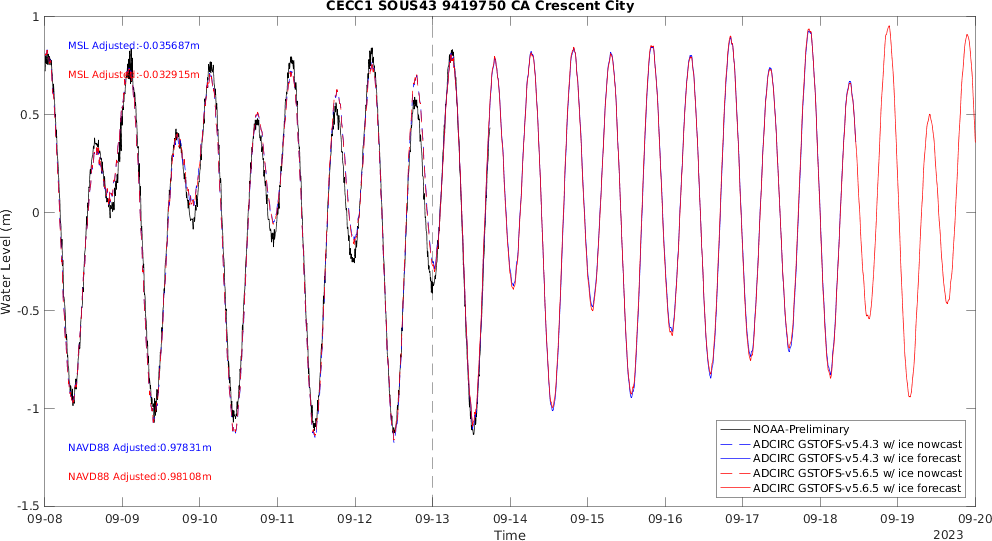 CECC1 SOUS43 9419750 CA Crescent City
1
0.5
0
-0.5
-1
-1.5
Water Level (m)
MSL Adjusted:-0.035687m
MSL Adjusted:-0.032915m
NAVD88 Adjusted:0.97831m
NAVD88 Adjusted:0.98108m
NOAA-Preliminary
ADCIRC GSTOFS-v5.4.3 w/ ice nowcast
ADCIRC GSTOFS-v5.4.3 w/ ice forecast
ADCIRC GSTOFS-v5.6.5 w/ ice nowcast
ADCIRC GSTOFS-v5.6.5 w/ ice forecast
09-08 09-09 09-10 09-11 09-12 09-13 09-14 09-15 09-16 09-17 09-18 09-19 09-20
Time
2023